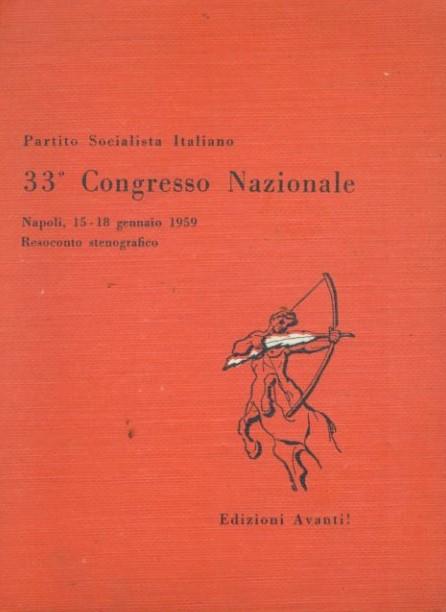 Partito Socialista Italiano
33° Congresso Nazionale
Napoli, 15-18 gennaio 1959
Resoconto stenografico
Edizioni Avanti!